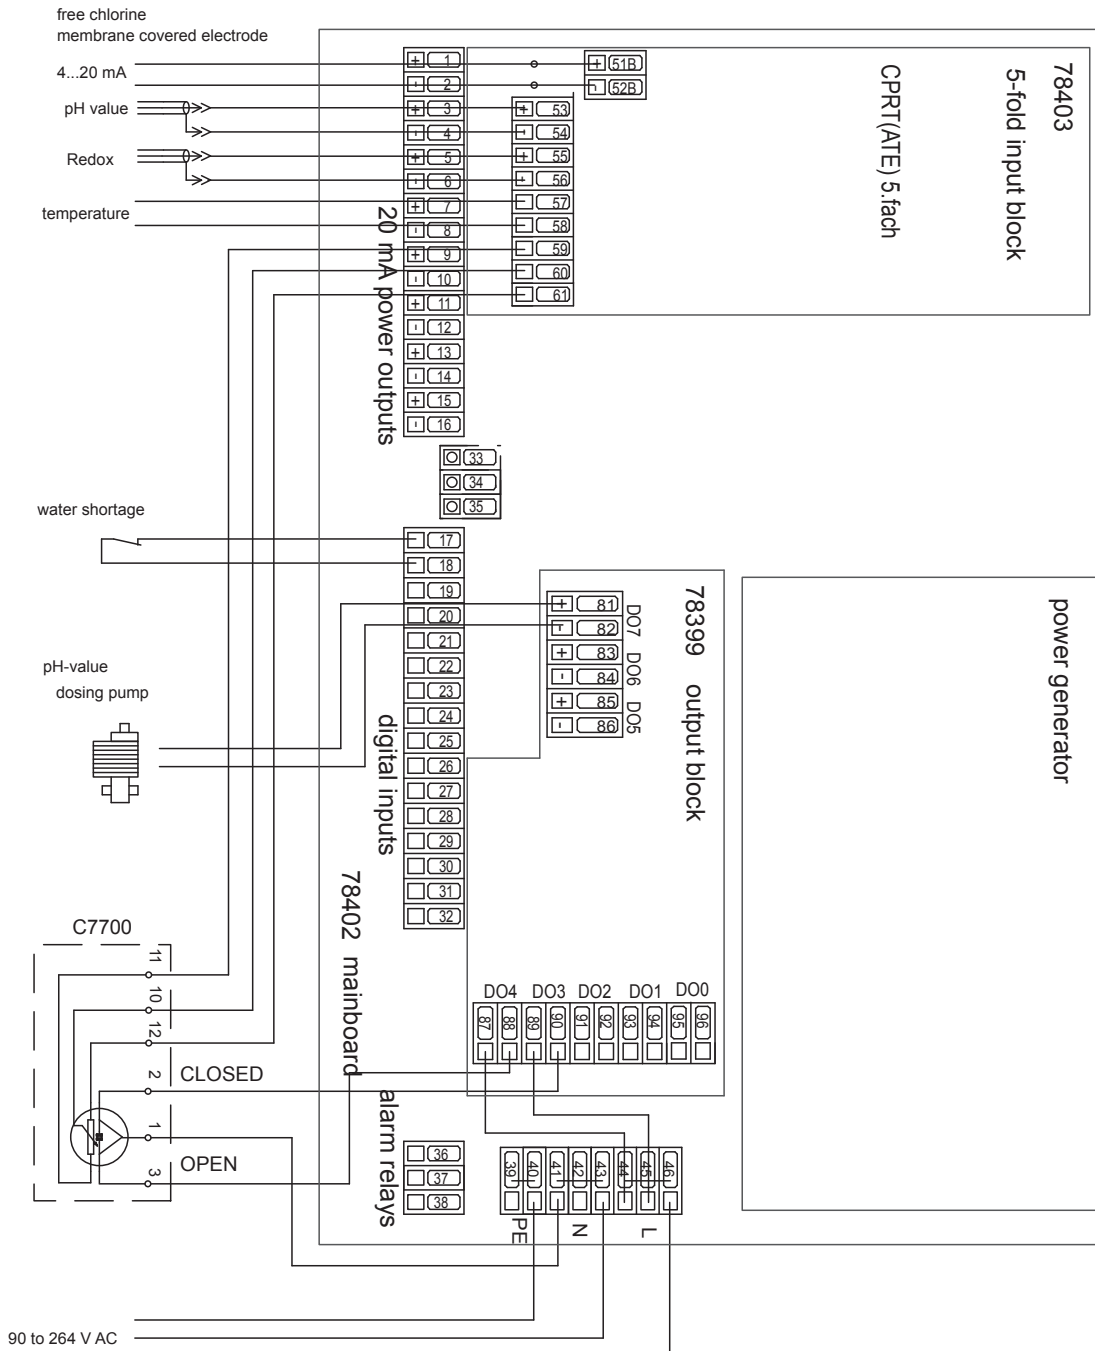 free chlorine
membrane covered electrode
4...20 mA
pH value
Redox
temperature
+ 1
- 2
+ 3
- 4
+ 5
- 6
+ 7
- 8
+ 9
- 10
+ 11
- 12
+ 13
- 14
+ 15
- 16
20 mA power outputs
+ 51B
- 52B
+ 53
- 54
+ 55
- 56
57
58
59
60
61
CPRT(ATE) 5.fach
5-fold input block
78403
33
34
35
water shortage
17
18
19
20
21
22
23
24
25
26
27
28
29
30
31
32
digital inputs
78402 mainboard
pH-value
dosing pump
+ 81
- 82
+ 83
- 84
+ 85
- 86
DO7
DO6
DO5
78399 output block
power generator
DO4 DO3 DO2 DO1 DO0
87 88 89 90 91 92 93 94 95 96
C7700
11
10
12
2 CLOSED
1
3 OPEN
alarm relays
36
37
38
39 40 41 42 43 44 45 46
PE N L
90 to 264 V AC